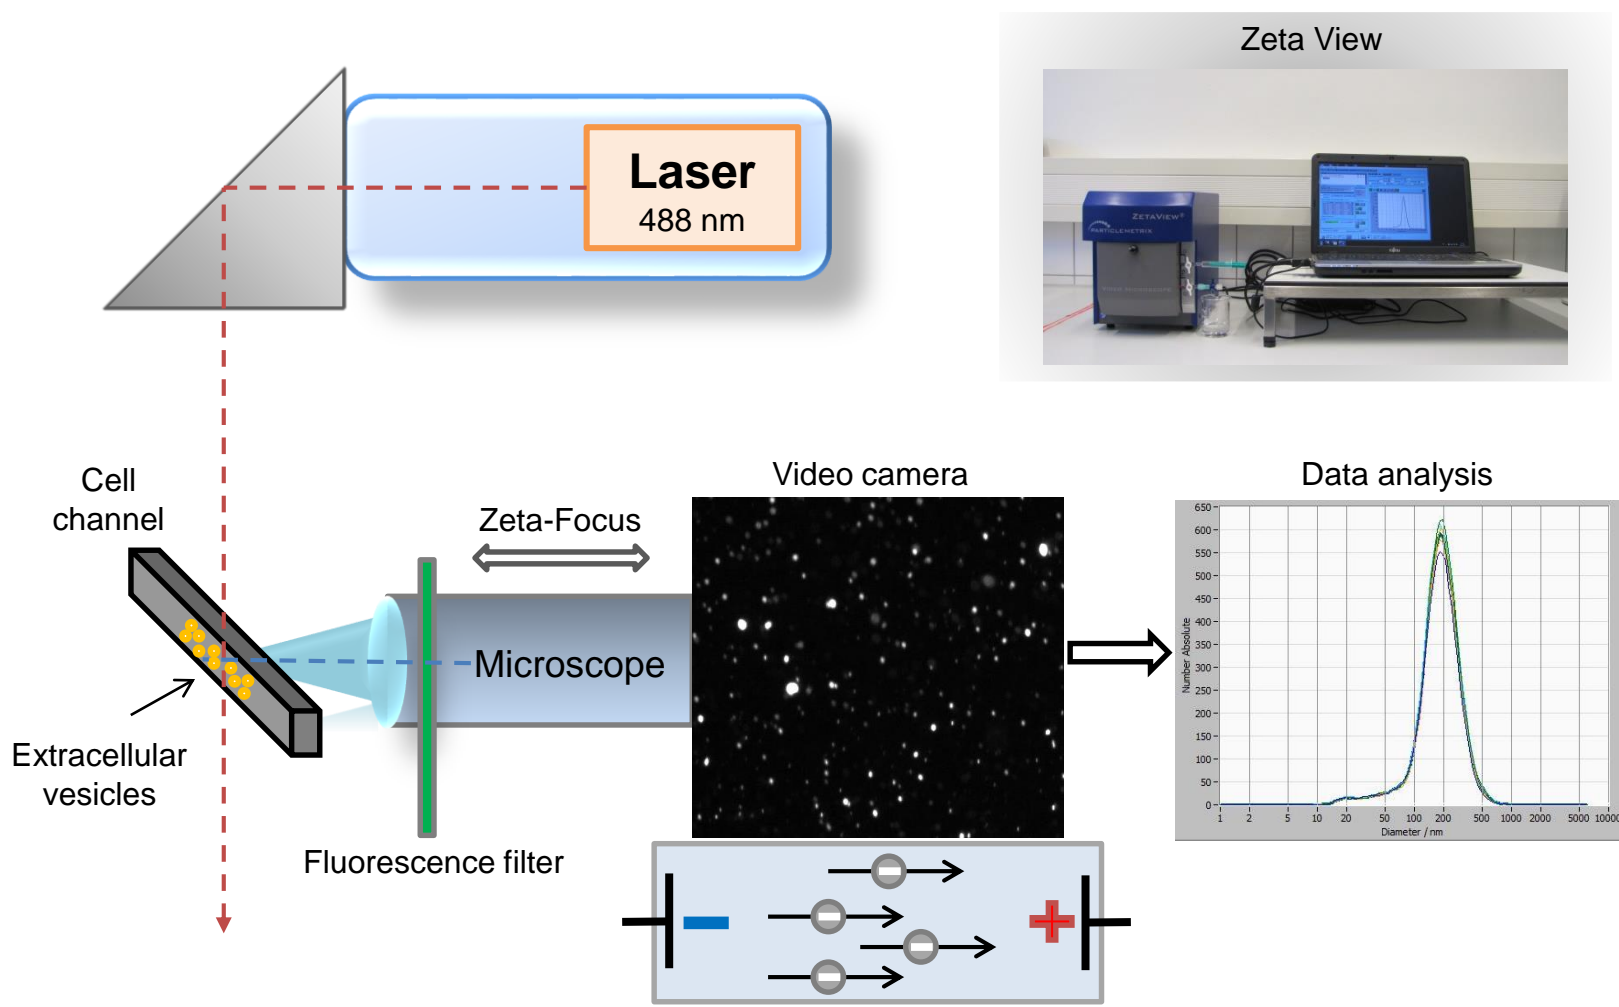 Zeta View
ZETAVIEW®
PARTICLEMETRIX
Laser
488 nm
Cell
channel
Zeta-Focus
Video camera
Data analysis
Microscope
Extracellular
vesicles
Fluorescence filter
650
600
550
500
450
400
350
300
250
200
150
100
50
0
Number Absolute
1 2 5 10 20 50 100 200 500 1000 2000 5000 10000
Diameter / nm